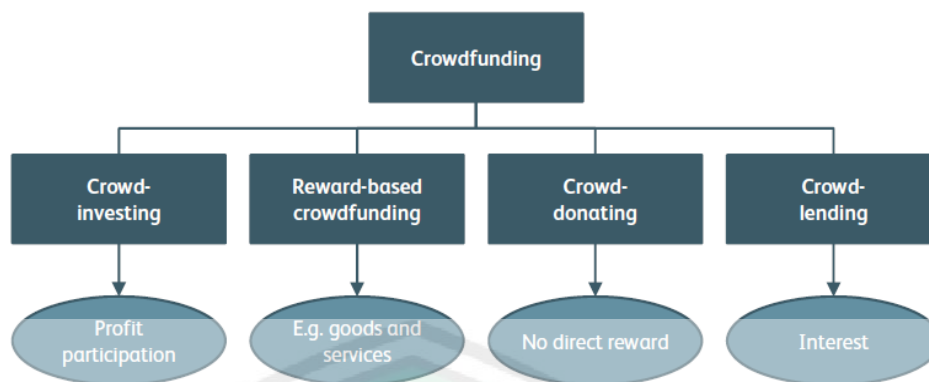 Crowdfunding
Crowd-
investing
Reward-based
crowdfunding
Crowd-
donating
Crowd-
lending
Profit
participation
E.g. goods and
services
No direct reward
Interest